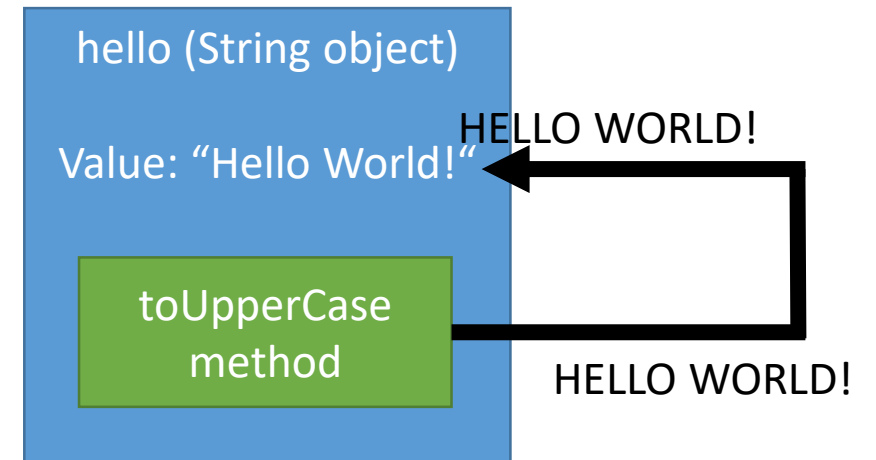 hello (String object)
HELLO WORLD!
Value: “Hello World!“
toUpperCase
method
HELLO WORLD!